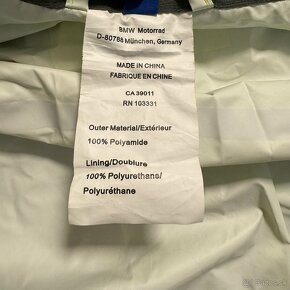 BMW Motorrad
D-80788 München, Germany
MADE IN CHINA
FABRIQUE EN CHINE
CA 39011
RN 103331
Outer Material/Extérieur
100% Polyamide
Lining/Doublure
100% Polyurethane/
Polyuréthane